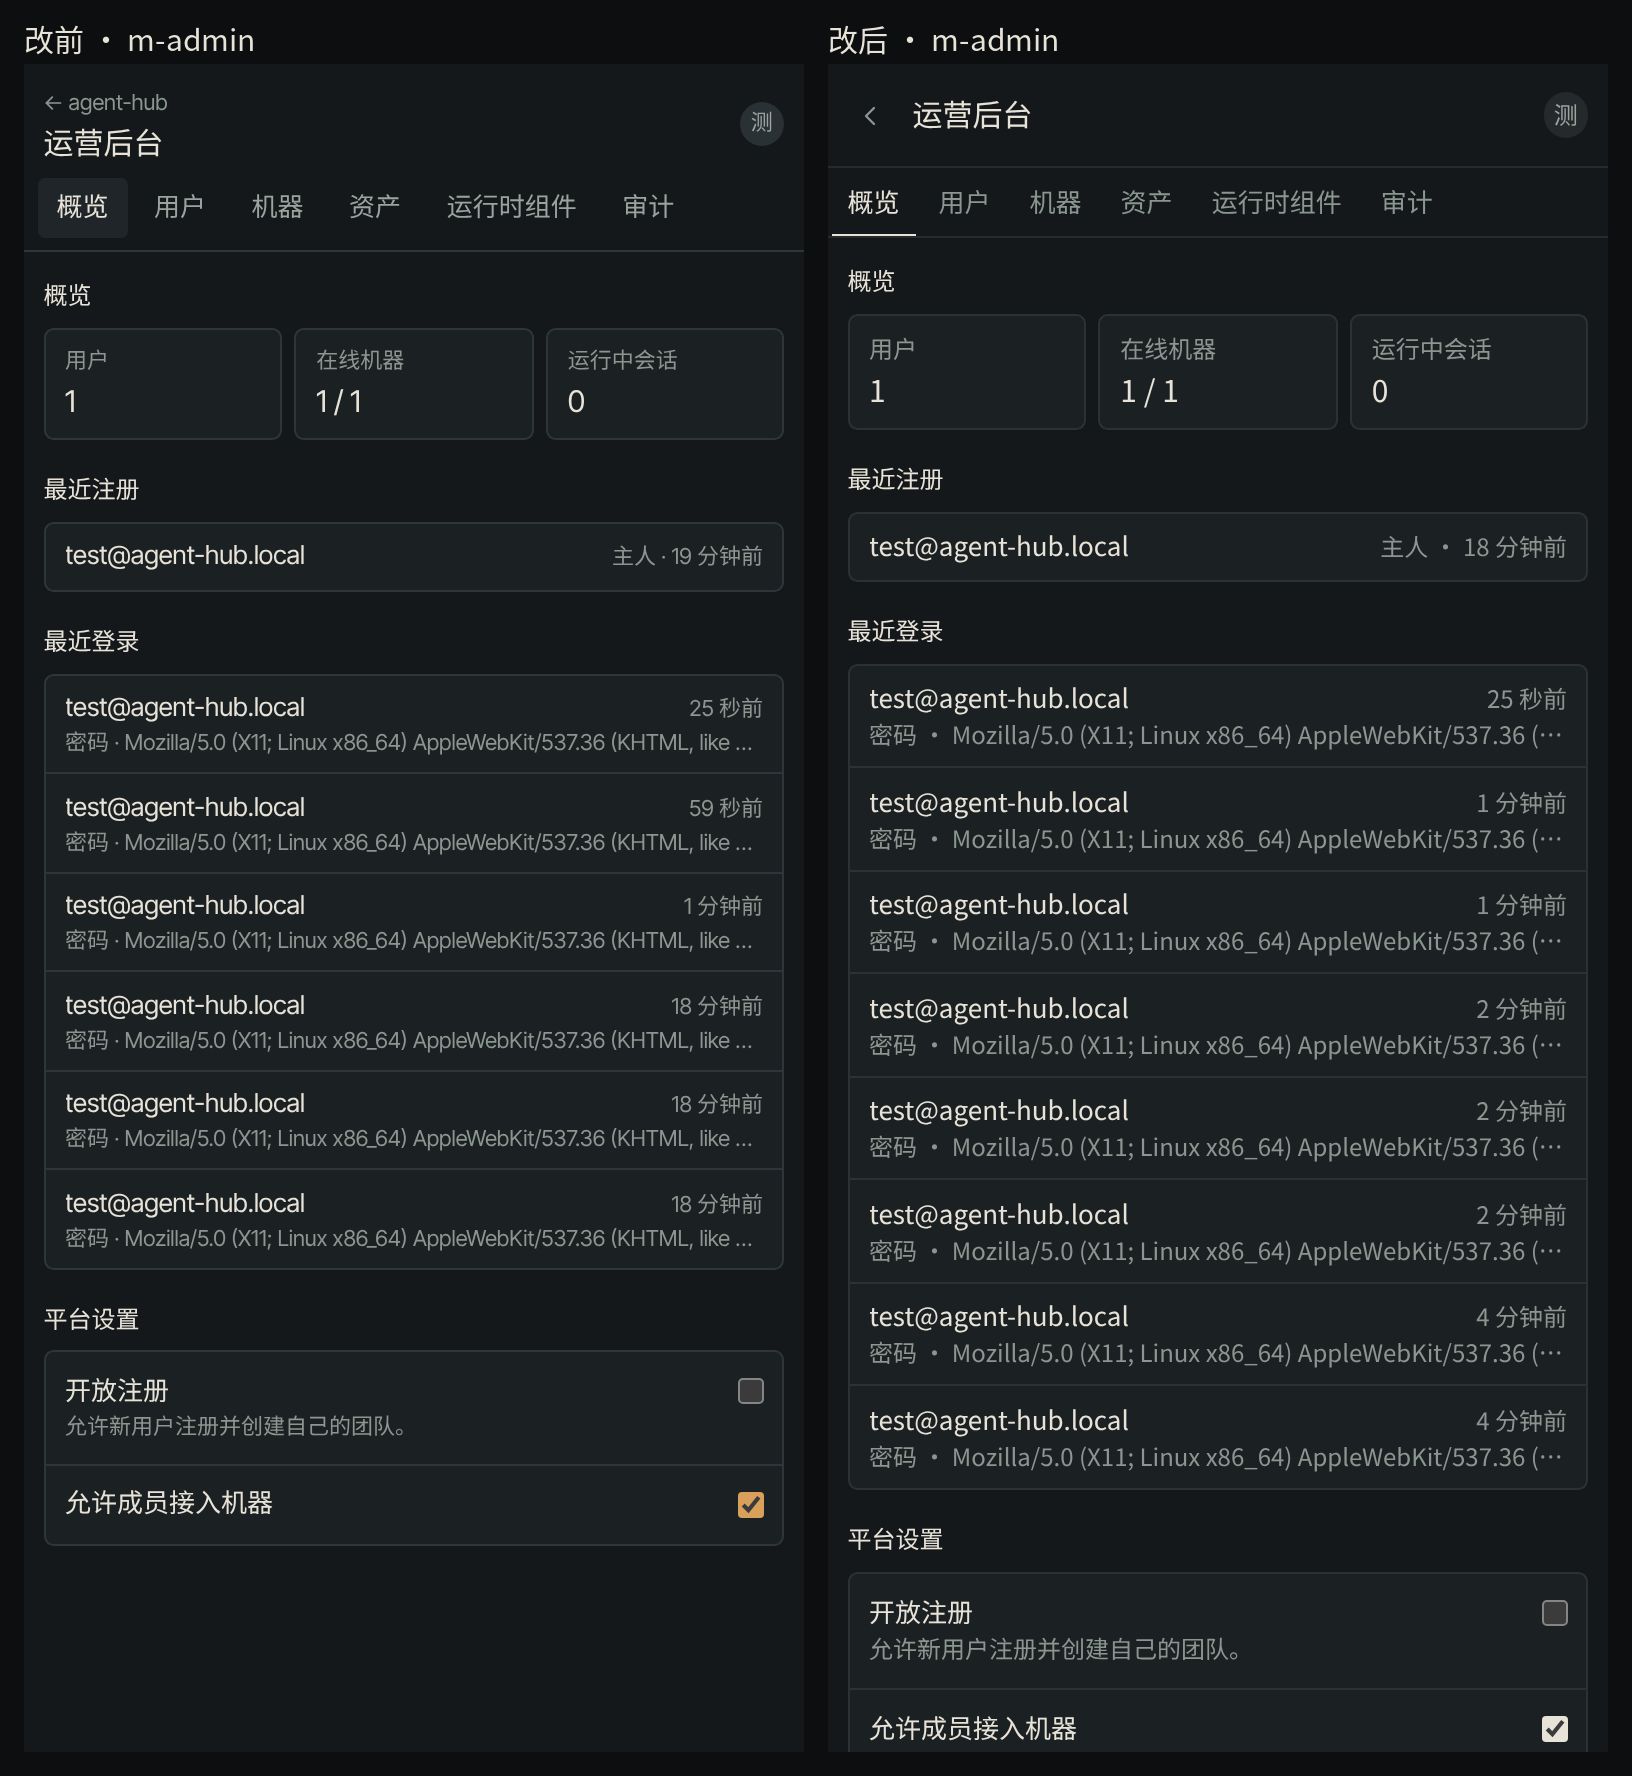 改前 · m-admin
← agent-hub
运营后台
测
概览 用户 机器 资产 运行时组件 审计
概览
用户 在线机器 运行中会话
1 1 / 1 0
最近注册
test@agent-hub.local 主人 · 19 分钟前
最近登录
test@agent-hub.local 25 秒前
密码 · Mozilla/5.0 (X11; Linux x86_64) AppleWebKit/537.36 (KHTML, like ...
test@agent-hub.local 59 秒前
密码 · Mozilla/5.0 (X11; Linux x86_64) AppleWebKit/537.36 (KHTML, like ...
test@agent-hub.local 1 分钟前
密码 · Mozilla/5.0 (X11; Linux x86_64) AppleWebKit/537.36 (KHTML, like ...
test@agent-hub.local 18 分钟前
密码 · Mozilla/5.0 (X11; Linux x86_64) AppleWebKit/537.36 (KHTML, like ...
test@agent-hub.local 18 分钟前
密码 · Mozilla/5.0 (X11; Linux x86_64) AppleWebKit/537.36 (KHTML, like ...
test@agent-hub.local 18 分钟前
密码 · Mozilla/5.0 (X11; Linux x86_64) AppleWebKit/537.36 (KHTML, like ...
平台设置
开放注册
允许新用户注册并创建自己的团队。
允许成员接入机器
改后 · m-admin
运营后台
测
概览 用户 机器 资产 运行时组件 审计
概览
用户 在线机器 运行中会话
1 1 / 1 0
最近注册
test@agent-hub.local 主人 · 18 分钟前
最近登录
test@agent-hub.local 25 秒前
密码 · Mozilla/5.0 (X11; Linux x86_64) AppleWebKit/537.36 (…
test@agent-hub.local 1 分钟前
密码 · Mozilla/5.0 (X11; Linux x86_64) AppleWebKit/537.36 (…
test@agent-hub.local 1 分钟前
密码 · Mozilla/5.0 (X11; Linux x86_64) AppleWebKit/537.36 (…
test@agent-hub.local 2 分钟前
密码 · Mozilla/5.0 (X11; Linux x86_64) AppleWebKit/537.36 (…
test@agent-hub.local 2 分钟前
密码 · Mozilla/5.0 (X11; Linux x86_64) AppleWebKit/537.36 (…
test@agent-hub.local 2 分钟前
密码 · Mozilla/5.0 (X11; Linux x86_64) AppleWebKit/537.36 (…
test@agent-hub.local 4 分钟前
密码 · Mozilla/5.0 (X11; Linux x86_64) AppleWebKit/537.36 (…
test@agent-hub.local 4 分钟前
密码 · Mozilla/5.0 (X11; Linux x86_64) AppleWebKit/537.36 (…
平台设置
开放注册
允许新用户注册并创建自己的团队。
允许成员接入机器